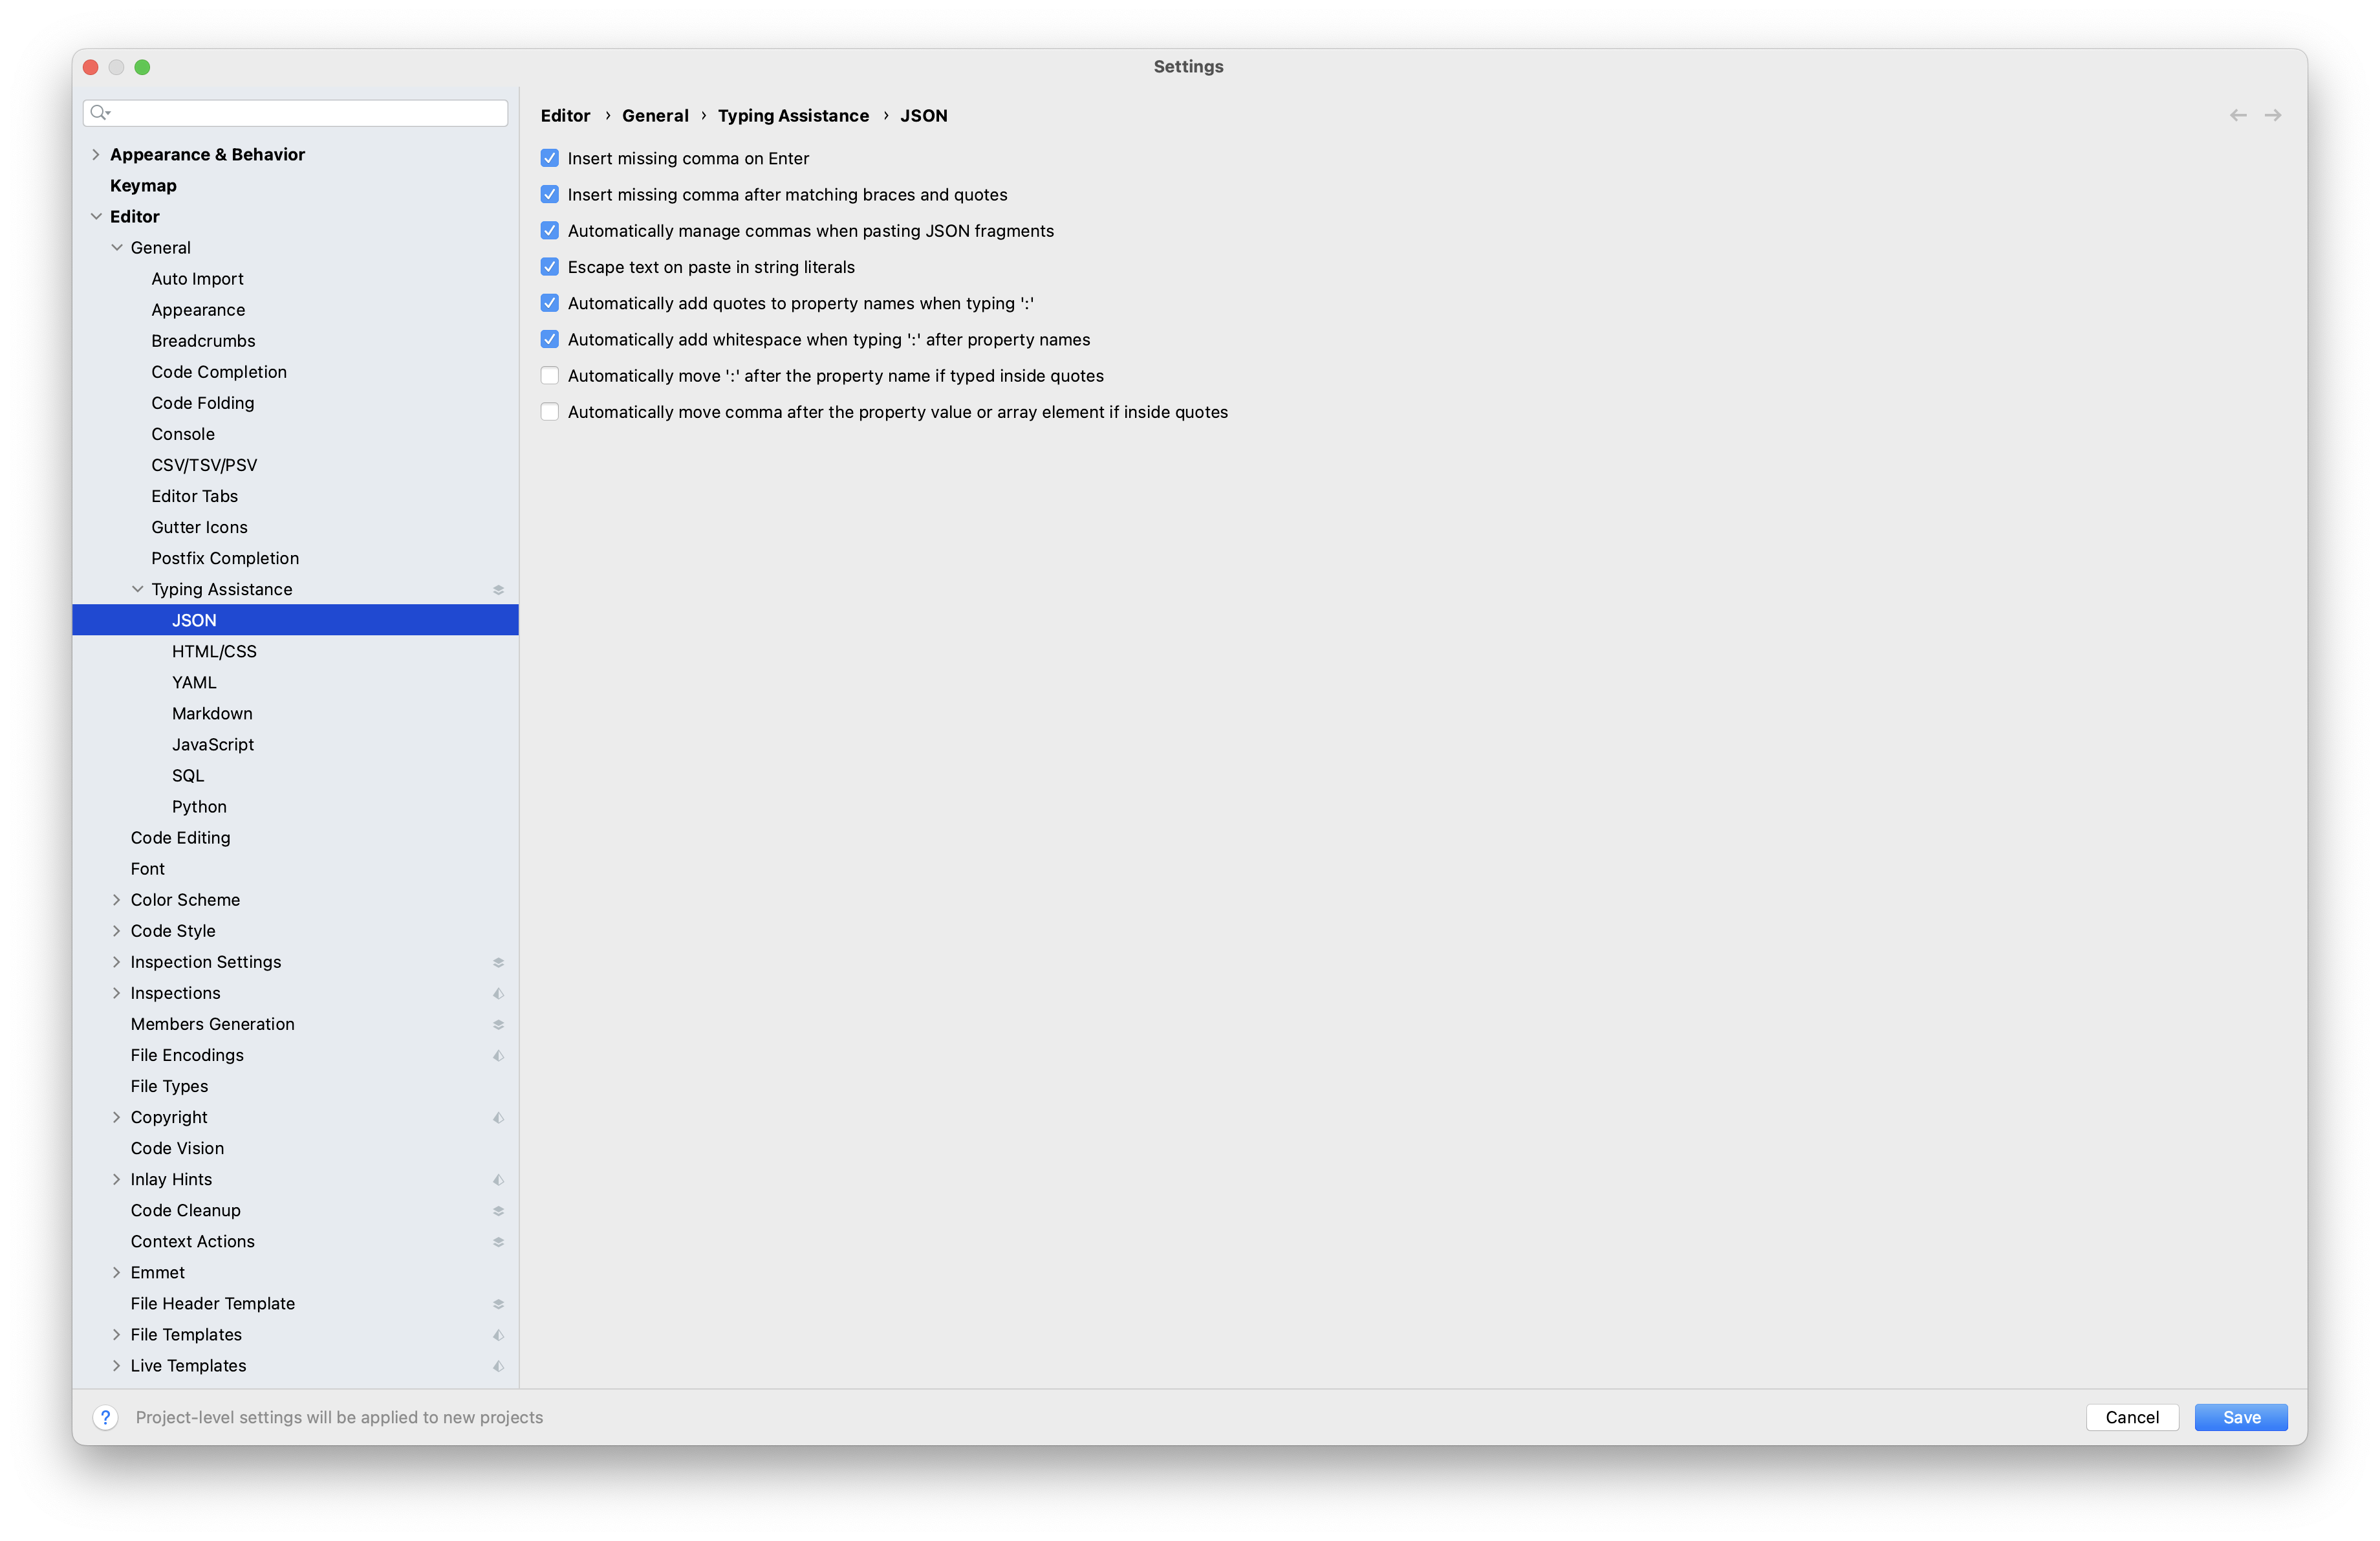 Settings
Appearance & Behavior
Keymap
Editor
General
Auto Import
Appearance
Breadcrumbs
Code Completion
Code Folding
Console
CSV/TSV/PSV
Editor Tabs
Gutter Icons
Postfix Completion
Typing Assistance
JSON
HTML/CSS
YAML
Markdown
JavaScript
SQL
Python
Code Editing
Font
Color Scheme
Code Style
Inspection Settings
Inspections
Members Generation
File Encodings
File Types
Copyright
Code Vision
Inlay Hints
Code Cleanup
Context Actions
Emmet
File Header Template
File Templates
Live Templates
Editor › General › Typing Assistance › JSON
Insert missing comma on Enter
Insert missing comma after matching braces and quotes
Automatically manage commas when pasting JSON fragments
Escape text on paste in string literals
Automatically add quotes to property names when typing ':'
Automatically add whitespace when typing ':' after property names
Automatically move ':' after the property name if typed inside quotes
Automatically move comma after the property value or array element if inside quotes
? Project-level settings will be applied to new projects
Cancel
Save